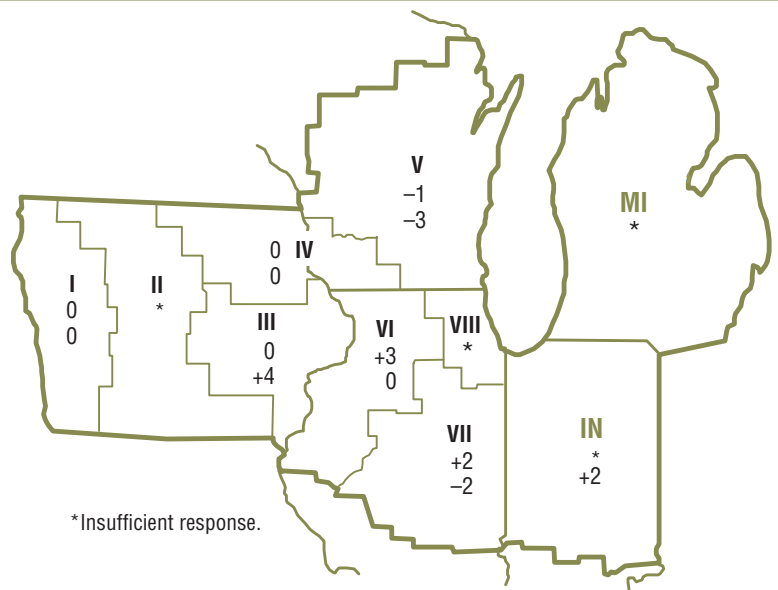 V
–1
–3
MI
*
0 IV
0
I
0
0
II
*
III
0
+4
VI
+3
0
VIII
*
VII
+2
–2
IN
*
+2
*Insufficient response.